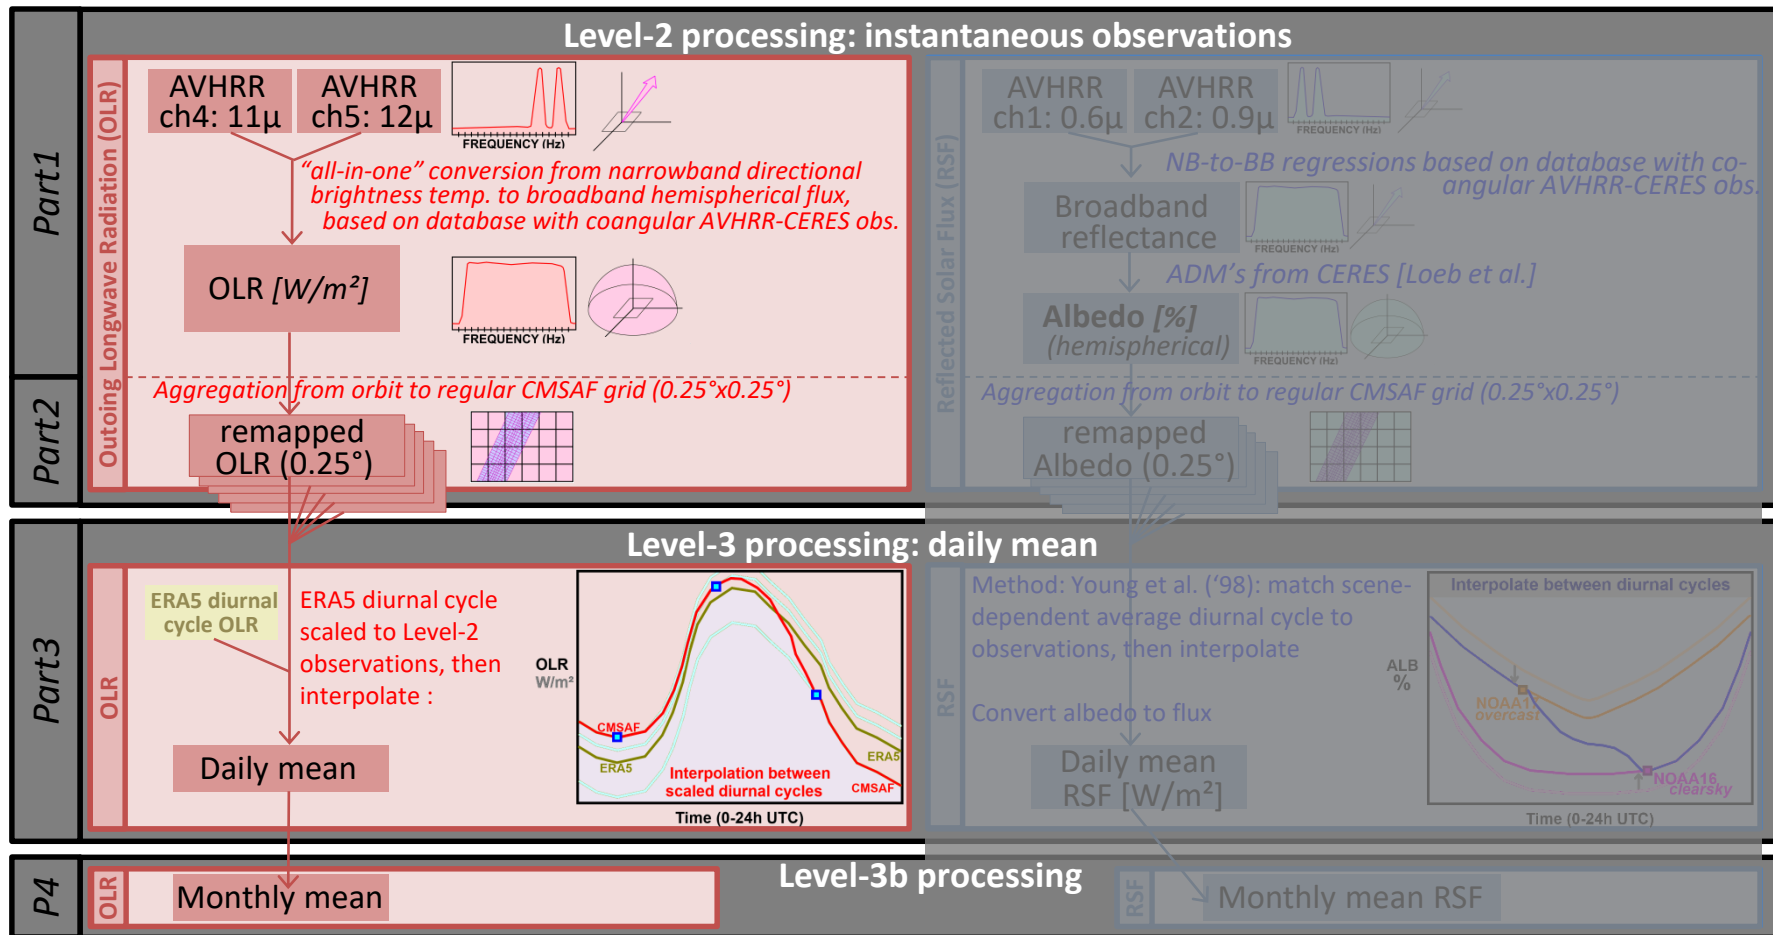 Level-2 processing: instantaneous observations
Part1
Outoing Longwave Radiation (OLR)
AVHRR
ch4: 11µ
AVHRR
ch5: 12µ
FREQUENCY (Hz)
“all-in-one” conversion from narrowband directional
brightness temp. to broadband hemispherical flux,
based on database with coangular AVHRR-CERES obs.
OLR [W/m²]
FREQUENCY (Hz)
Reflected Solar Flux (RSF)
AVHRR
ch1: 0.6µ
AVHRR
ch2: 0.9µ
FREQUENCY (Hz)
NB-to-BB regressions based on database with co-
angular AVHRR-CERES obs.
Broadband
reflectance
FREQUENCY (Hz)
ADM’s from CERES [Loeb et al.]
Albedo [%]
(hemispherical)
FREQUENCY (Hz)
Part2
Aggregation from orbit to regular CMSAF grid (0.25°x0.25°)
remapped
OLR (0.25°)
Aggregation from orbit to regular CMSAF grid (0.25°x0.25°)
remapped
Albedo (0.25°)
Level-3 processing: daily mean
Part3
OLR
ERA5 diurnal
cycle OLR
ERA5 diurnal cycle
scaled to Level-2
observations, then
interpolate :
Daily mean
OLR
W/m²
CMSAF
ERA5
Interpolation between
scaled diurnal cycles
ERA5
CMSAF
Time (0-24h UTC)
RSF
Method: Young et al. (‘98): match scene-
dependent average diurnal cycle to
observations, then interpolate
Convert albedo to flux
Daily mean
RSF [W/m²]
Interpolate between diurnal cycles
ALB
%
NOAA17
overcast
NOAA16
clearsky
Time (0-24h UTC)
Level-3b processing
P4
OLR
Monthly mean
RSF
Monthly mean RSF